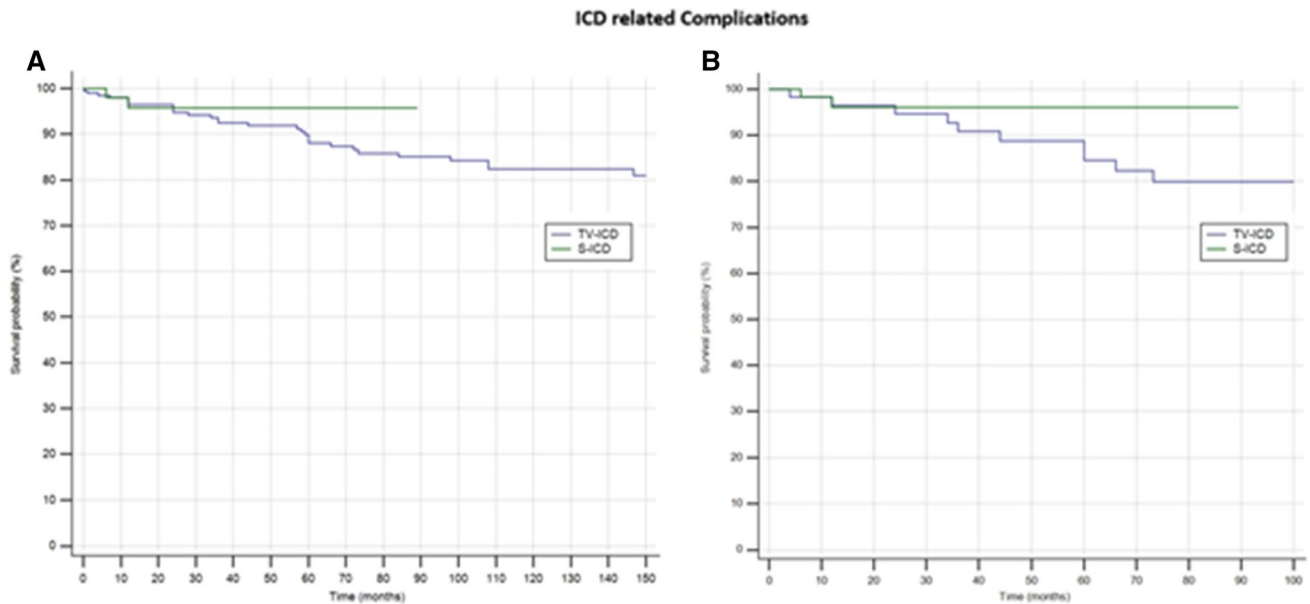 ICD related Complications
A
100
90
80
70
60
50
40
30
20
10
0
Survival probability (%)
TV-ICD
S-ICD
0 10 20 30 40 50 60 70 80 90 100 110 120 130 140 150
Time (months)
B
100
90
80
70
60
50
40
30
20
10
0
Survival probability (%)
TV-ICD
S-ICD
0 10 20 30 40 50 60 70 80 90 100
Time (months)